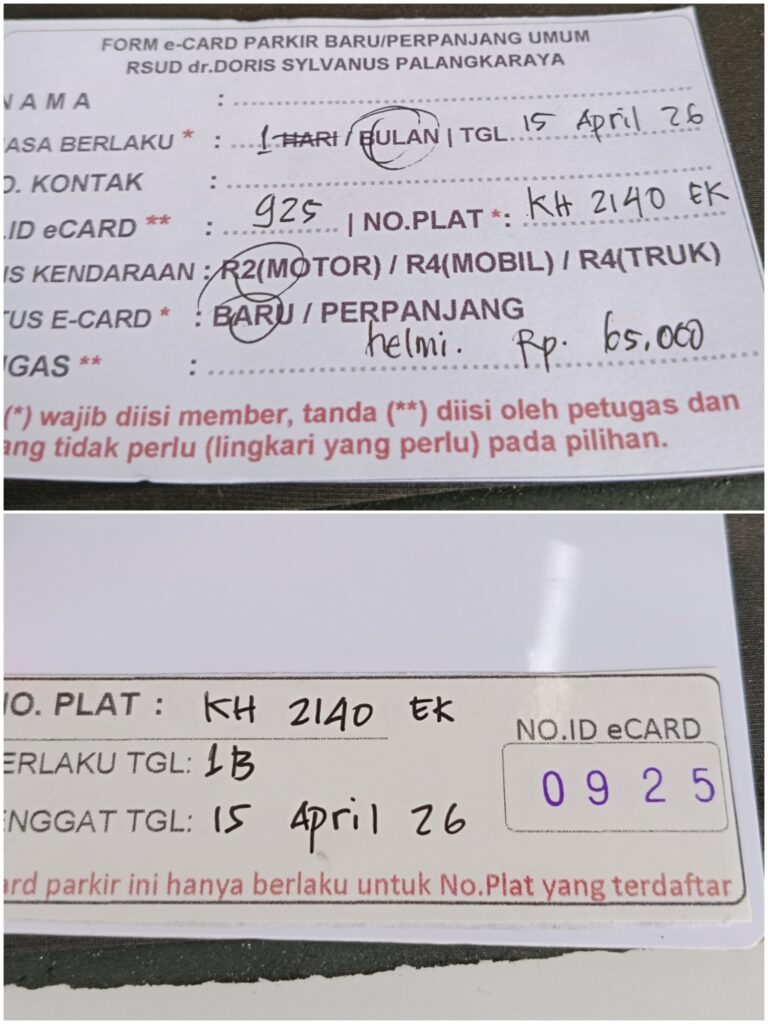 FORM e-CARD PARKIR BARU/PERPANJANG UMUM
RSUD dr.DORIS SYLVANUS PALANGKARAYA
NAMA :
ASA BERLAKU * : 1 HARI / BULAN | TGL. 15 April 26
O. KONTAK :
.ID eCARD ** : 925 | NO.PLAT *: KH 2140 EK
IS KENDARAAN : R2(MOTOR) / R4(MOBIL) / R4(TRUK)
TUS E-CARD * : BARU / PERPANJANG
GAS ** : helmi. Rp. 65.000
(*) wajib diisi member, tanda (**) diisi oleh petugas dan
ang tidak perlu (lingkari yang perlu) pada pilihan.
NO. PLAT : KH 2140 EK
ERLAKU TGL: 1B
NO.ID eCARD
0925
ENGGAT TGL: 15 April 26
ard parkir ini hanya berlaku untuk No.Plat yang terdaftar